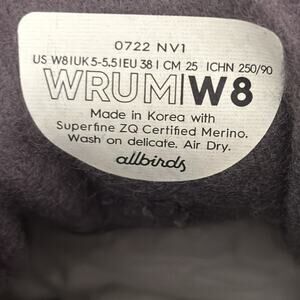 0722 NV1
US W8|UK 5-5.5|EU 38|CM 25|CHN 250/90
WRUM|W8
Made in Korea with
Superfine ZQ Certified Merino.
Wash on delicate. Air Dry.
allbirds